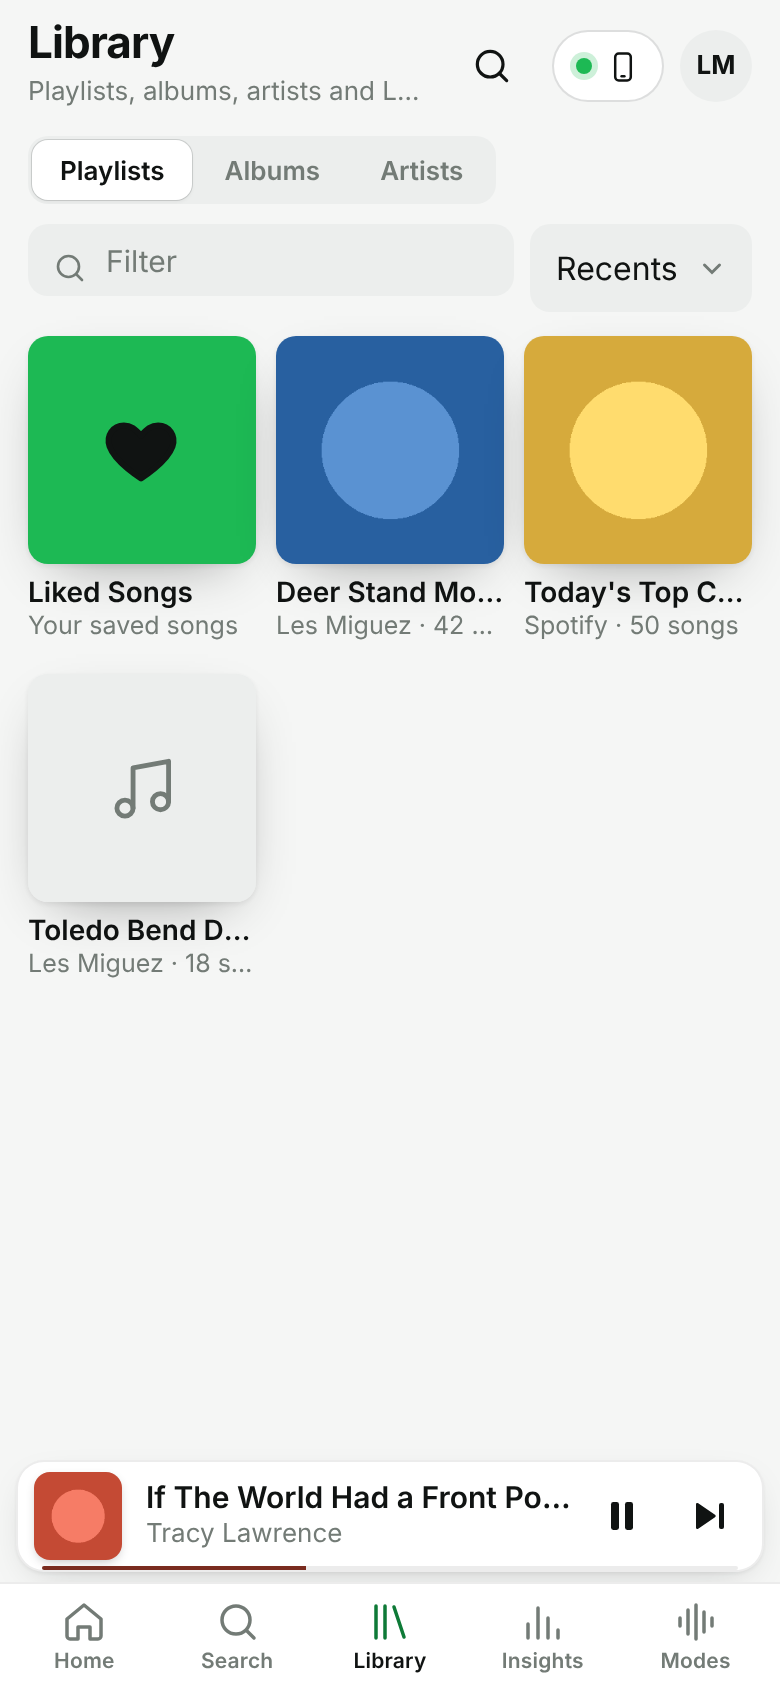 Library
Playlists, albums, artists and L...
LM
Playlists
Albums
Artists
Filter
Recents
Liked Songs
Your saved songs
Deer Stand Mo...
Les Miguez · 42 ...
Today's Top C...
Spotify · 50 songs
Toledo Bend D...
Les Miguez · 18 s...
If The World Had a Front Po...
Tracy Lawrence
Home
Search
Library
Insights
Modes